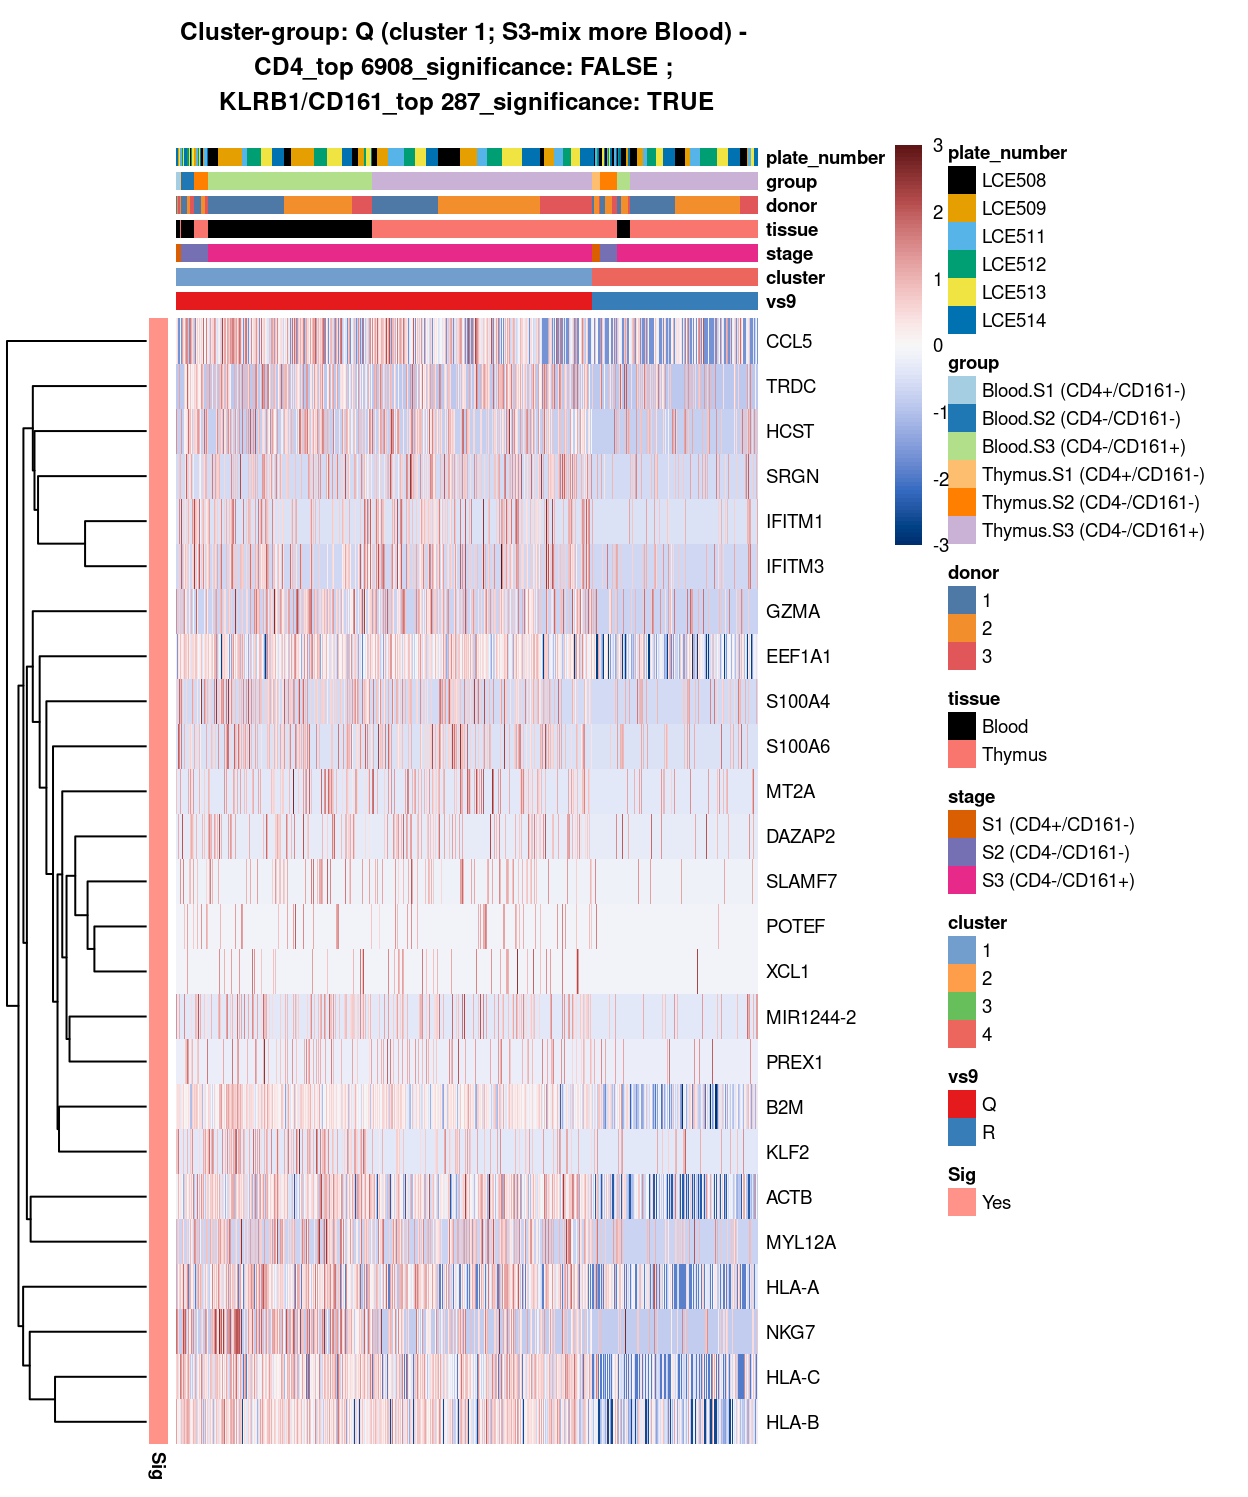 Cluster-group: Q (cluster 1; S3-mix more Blood) -
CD4_top 6908_significance: FALSE ;
KLRB1/CD161_top 287_significance: TRUE
plate_number
group
donor
tissue
stage
cluster
vs9
CCL5
TRDC
HCST
SRGN
IFITM1
IFITM3
GZMA
EEF1A1
S100A4
S100A6
MT2A
DAZAP2
SLAMF7
POTEF
XCL1
MIR1244-2
PREX1
B2M
KLF2
ACTB
MYL12A
HLA-A
NKG7
HLA-C
HLA-B
Sig
3
2
1
0
-1
-2
-3
plate_number
LCE508
LCE509
LCE511
LCE512
LCE513
LCE514
group
Blood.S1 (CD4+/CD161-)
Blood.S2 (CD4-/CD161-)
Blood.S3 (CD4-/CD161+)
Thymus.S1 (CD4+/CD161-)
Thymus.S2 (CD4-/CD161-)
Thymus.S3 (CD4-/CD161+)
donor
1
2
3
tissue
Blood
Thymus
stage
S1 (CD4+/CD161-)
S2 (CD4-/CD161-)
S3 (CD4-/CD161+)
cluster
1
2
3
4
vs9
Q
R
Sig
Yes